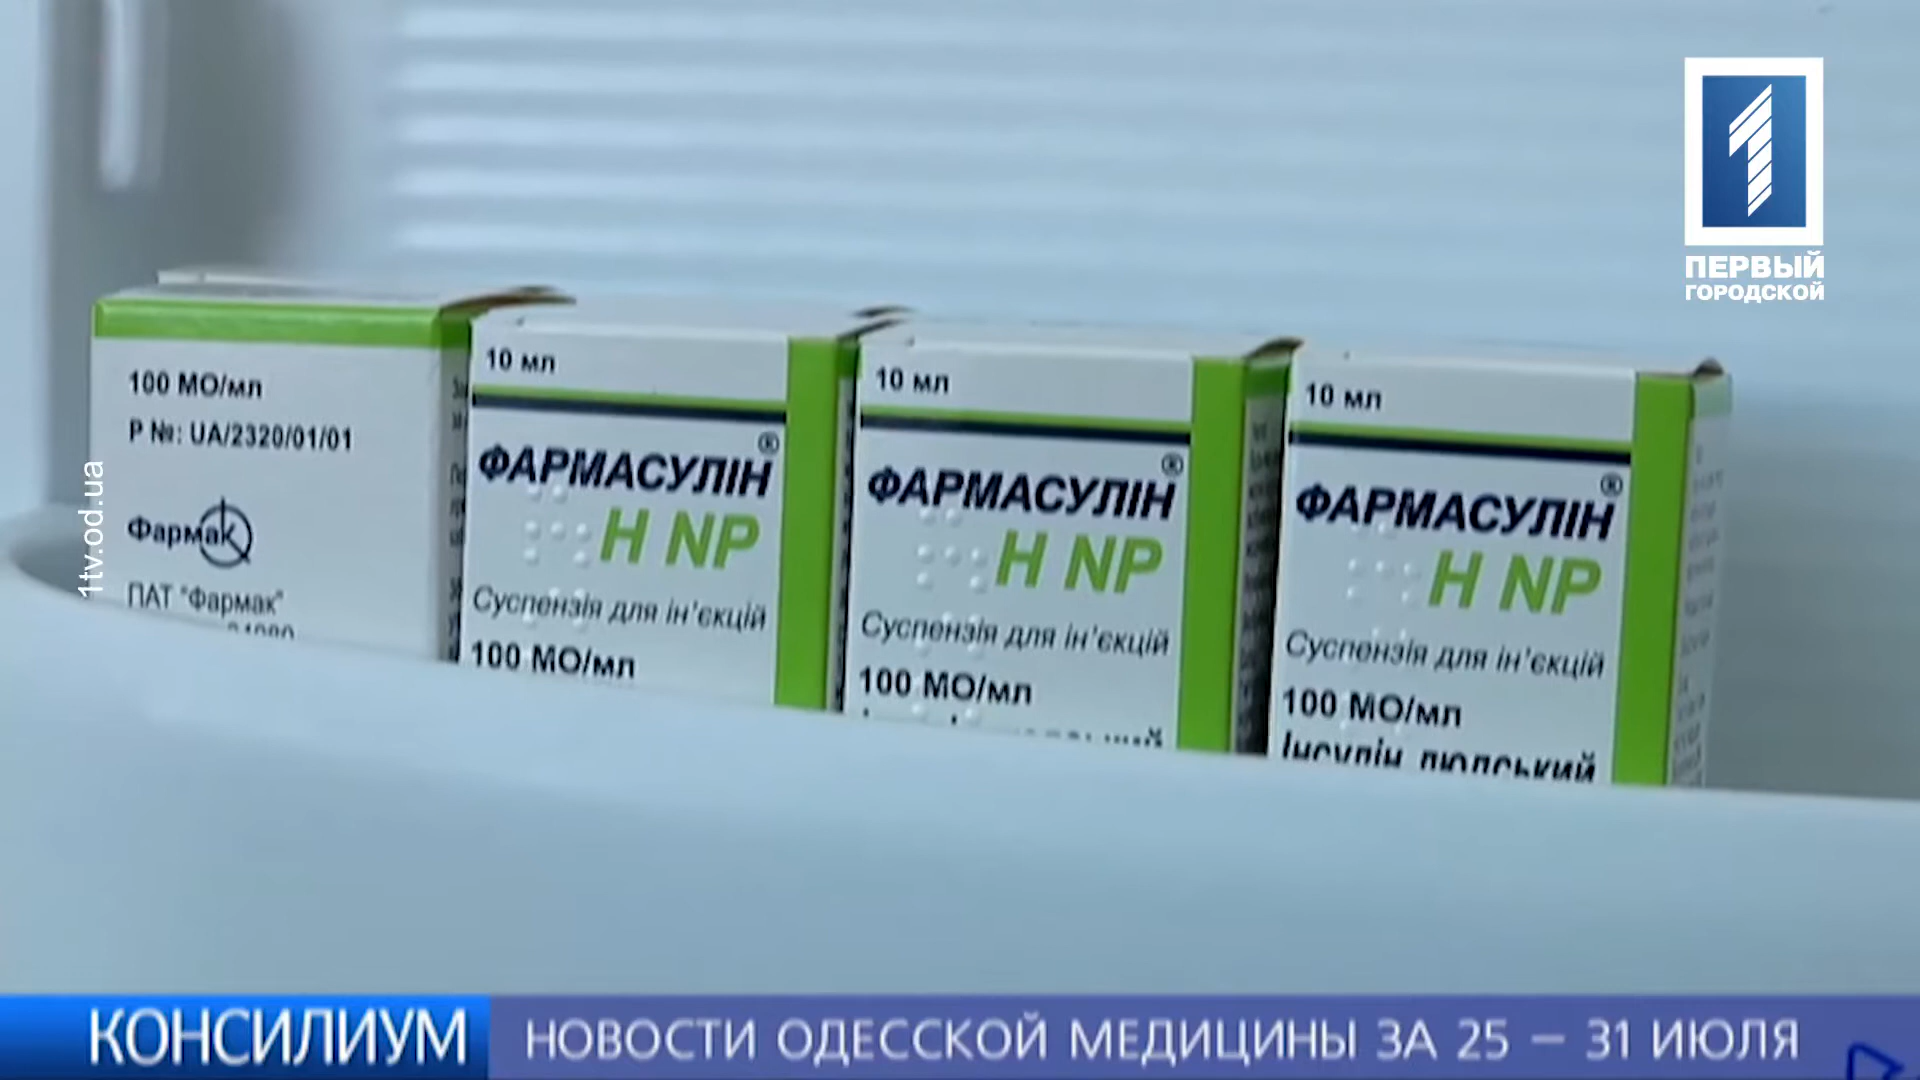 ПЕРВЫЙ
ГОРОДСКОЙ
1tv.od.ua
100 МО/мл
Р №: UA/2320/01/01
Фармак
ПАТ "Фармак"
10 мл
ФАРМАСУЛІН®
H NP
Суспензія для ін'єкцій
100 МО/мл
10 мл
ФАРМАСУЛІН®
H NP
Суспензія для ін'єкцій
100 МО/мл
10 мл
ФАРМАСУЛІН®
H NP
Суспензія для ін'єкцій
100 МО/мл
Інсулін людський
КОНСИЛИУМ
НОВОСТИ ОДЕССКОЙ МЕДИЦИНЫ ЗА 25 – 31 ИЮЛЯ